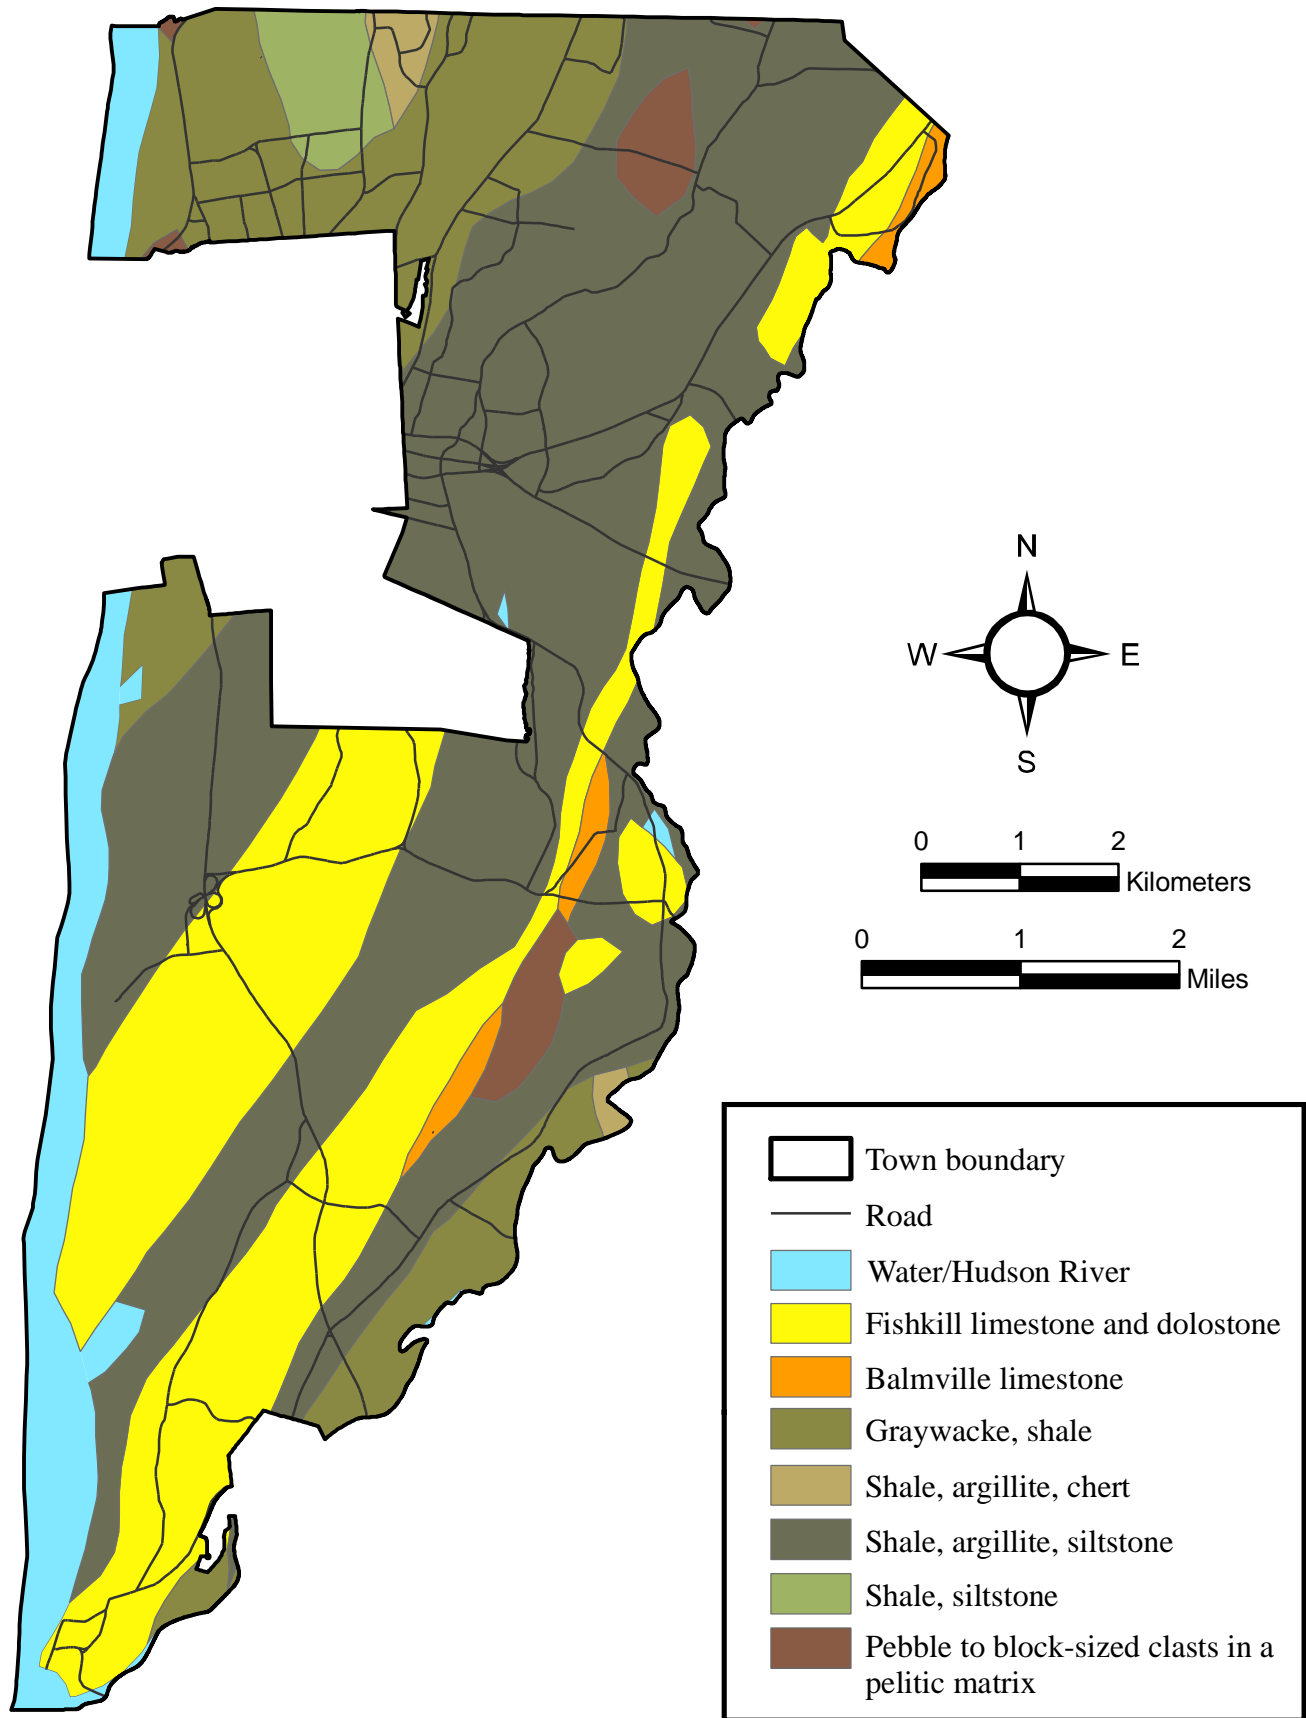 N
W E
S
0 1 2
Kilometers
0 1 2
Miles
Town boundary
Road
Water/Hudson River
Fishkill limestone and dolostone
Balmville limestone
Graywacke, shale
Shale, argillite, chert
Shale, argillite, siltstone
Shale, siltstone
Pebble to block-sized clasts in a
pelitic matrix